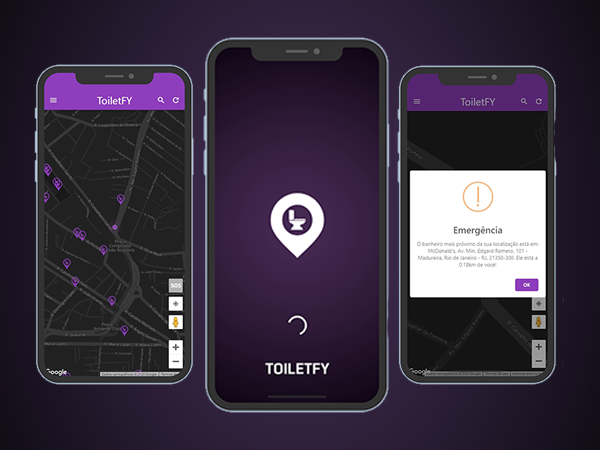 ToiletFY
SOS
Google
TOILETFY
ToiletFY
Emergência
O banheiro mais próximo da sua localização está em
McDonald's, Av. Min. Edgard Romero, 101 -
Madureira, Rio de Janeiro - RJ, 21350-300. Ele está a
0.18km de você!
OK
Google